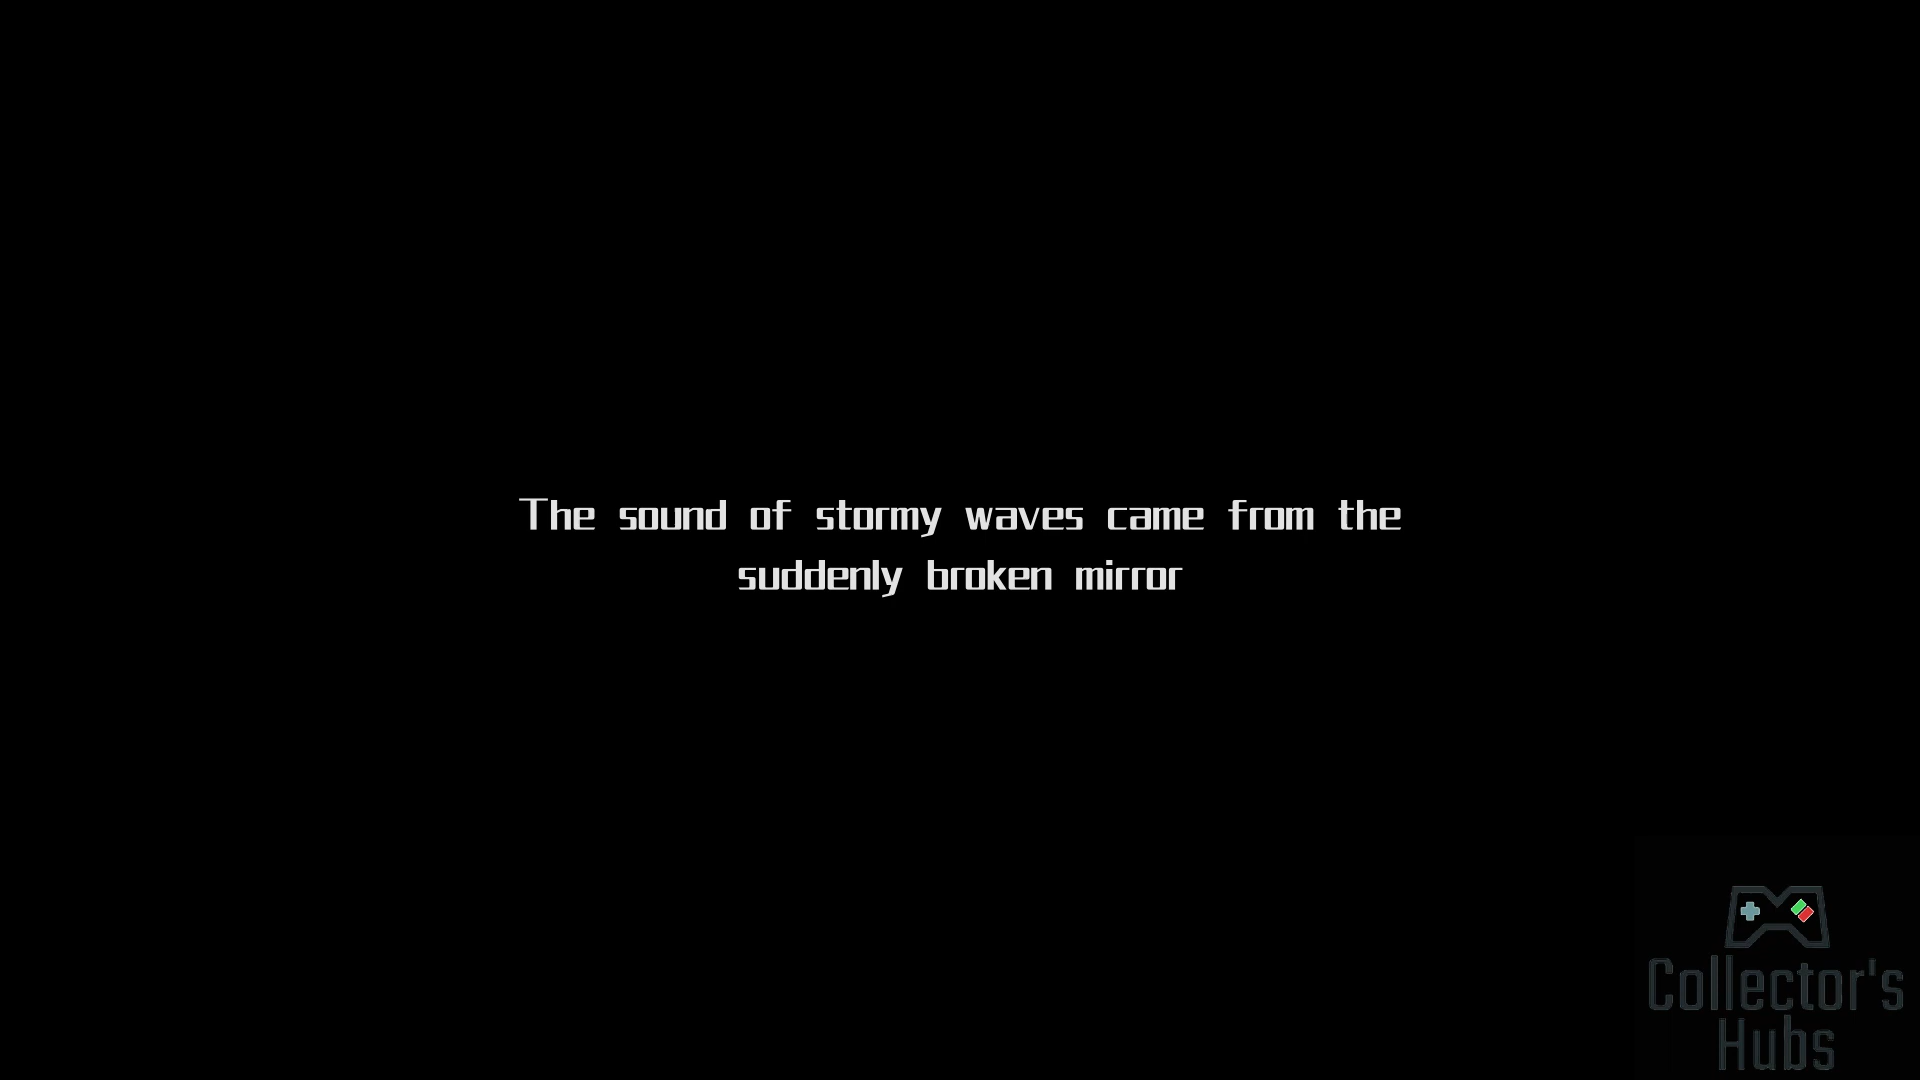 The sound of stormy waves came from the
suddenly broken mirror
Collector's
Hubs